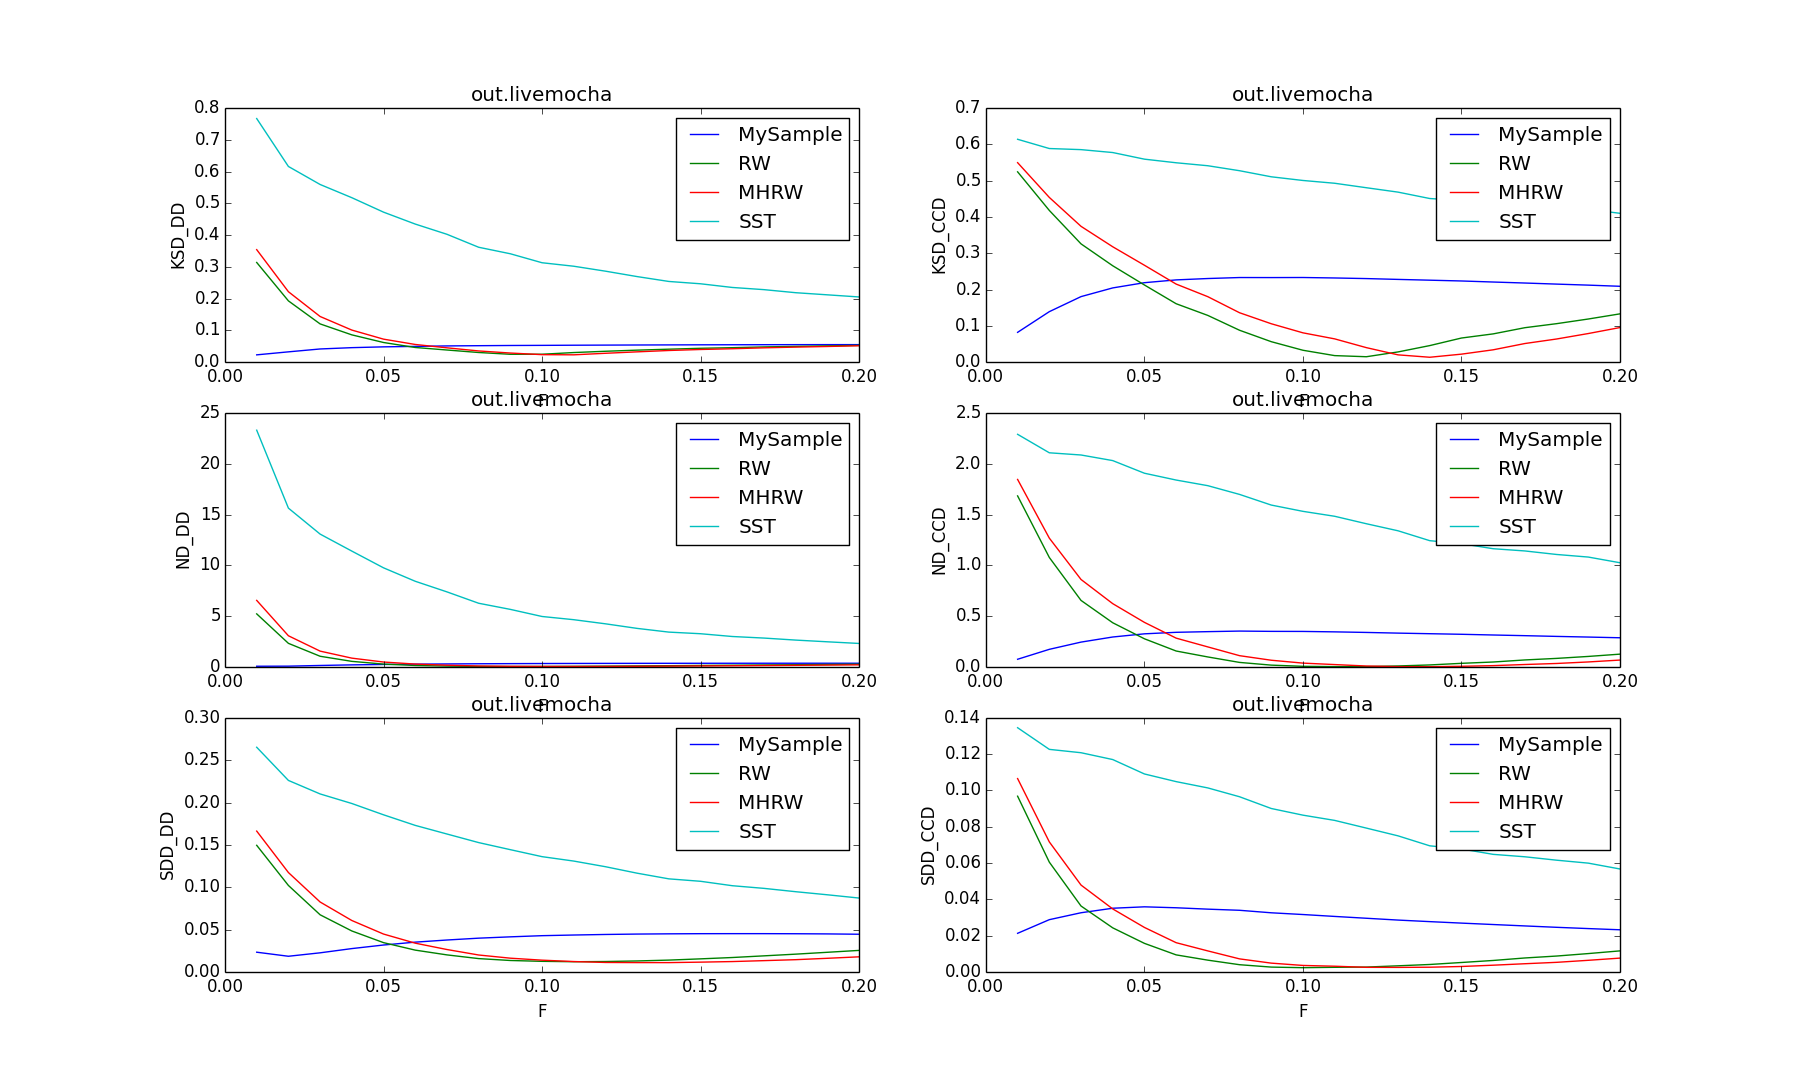 out.livemocha
0.8
0.7
0.6
0.5
0.4
0.3
0.2
0.1
0.0
KSD_DD
MySample
RW
MHRW
SST
0.00 0.05 0.10 0.15 0.20
F
out.livemocha
0.7
0.6
0.5
0.4
0.3
0.2
0.1
0.0
KSD_CCD
MySample
RW
MHRW
SST
0.00 0.05 0.10 0.15 0.20
F
out.livemocha
25
20
15
10
5
0
ND_DD
MySample
RW
MHRW
SST
0.00 0.05 0.10 0.15 0.20
F
out.livemocha
2.5
2.0
1.5
1.0
0.5
0.0
ND_CCD
MySample
RW
MHRW
SST
0.00 0.05 0.10 0.15 0.20
F
out.livemocha
0.30
0.25
0.20
0.15
0.10
0.05
0.00
SDD_DD
MySample
RW
MHRW
SST
0.00 0.05 0.10 0.15 0.20
F
out.livemocha
0.14
0.12
0.10
0.08
0.06
0.04
0.02
0.00
SDD_CCD
MySample
RW
MHRW
SST
0.00 0.05 0.10 0.15 0.20
F